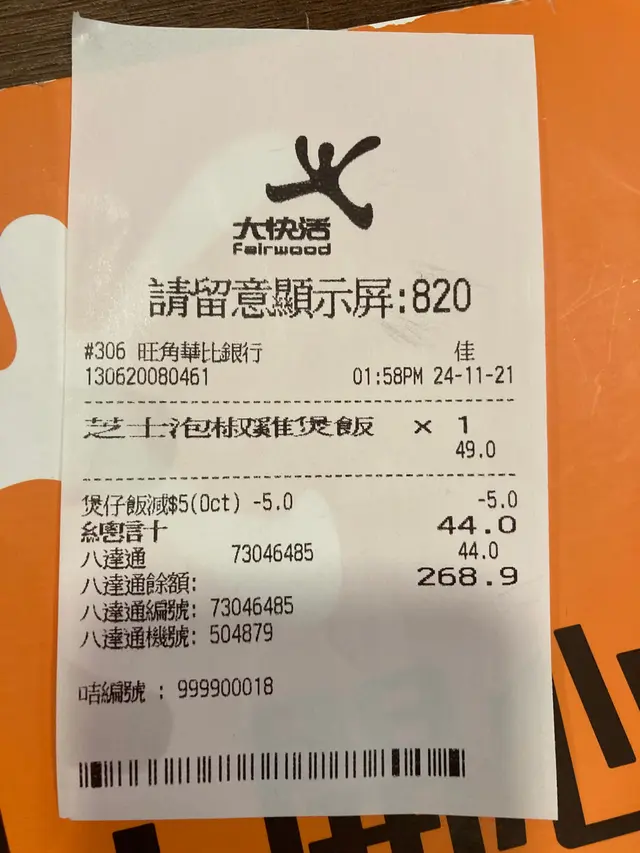 大快活
Fairwood
請留意顯示屏:820
#306 旺角華比銀行 佳
130620080461 01:58PM 24-11-21
芝士泡椒雞煲飯 × 1
49.0
煲仔飯減$5(Oct) -5.0 -5.0
總計 44.0
八達通 73046485 44.0
八達通餘額: 268.9
八達通編號: 73046485
八達通機號: 504879
咭編號 : 999900018